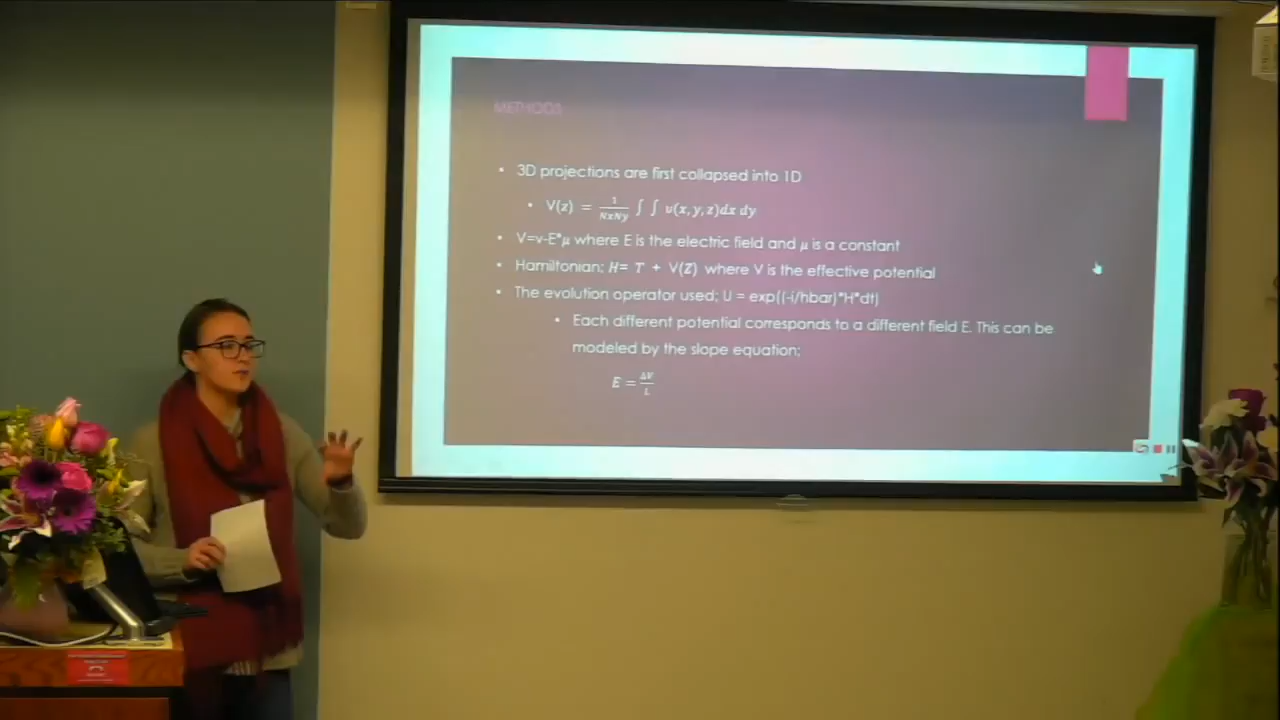 METHODS
• 3D projections are first collapsed into 1D
• V(z) = 1/NxNy ∫ ∫ υ(x, y, z)dx dy
• V=v-E*μ where E is the electric field and μ is a constant
• Hamiltonian; H= T + V(Z) where V is the effective potential
• The evolution operator used; U = exp((-i/hbar)*H*dt)
• Each different potential corresponds to a different field E. This can be
modeled by the slope equation;
E = ΔV/L